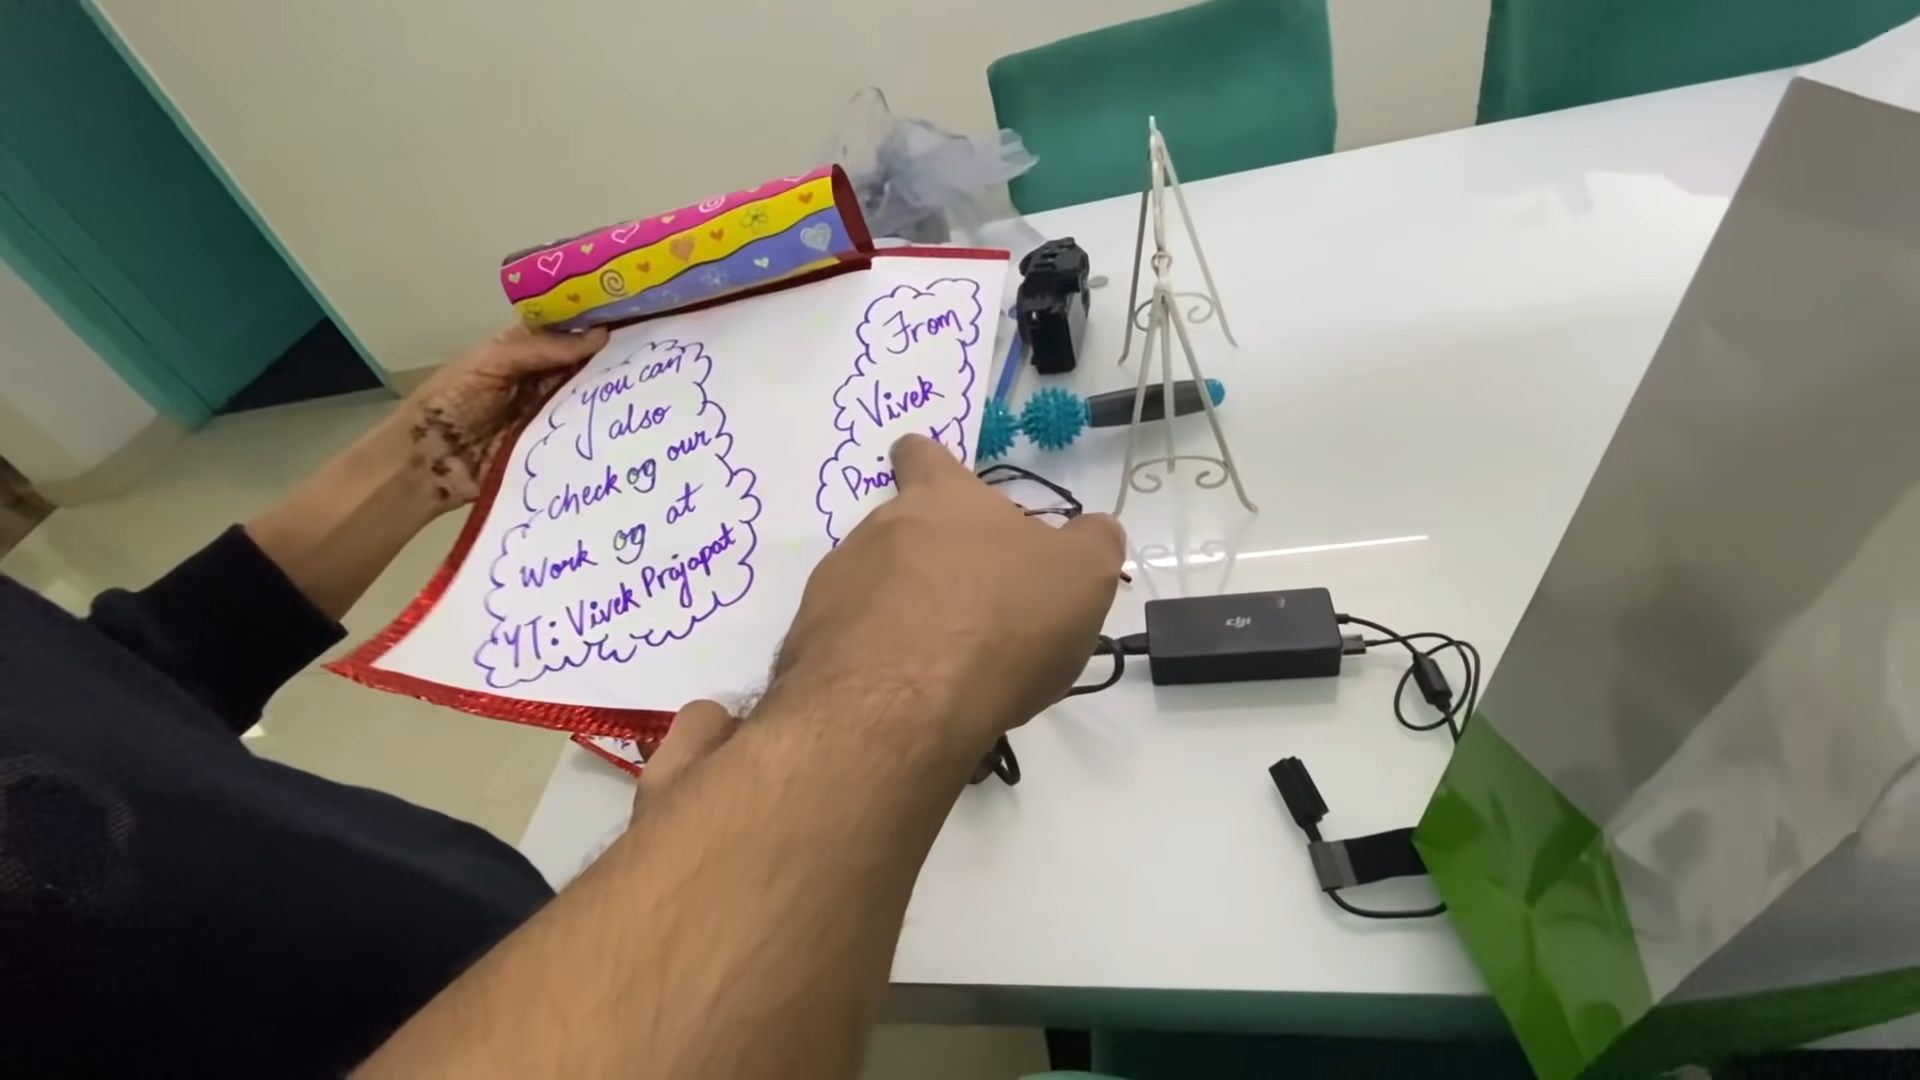 you can
also
check og our
work og at
YT: Vivek Prajapat
From
Vivek
dji